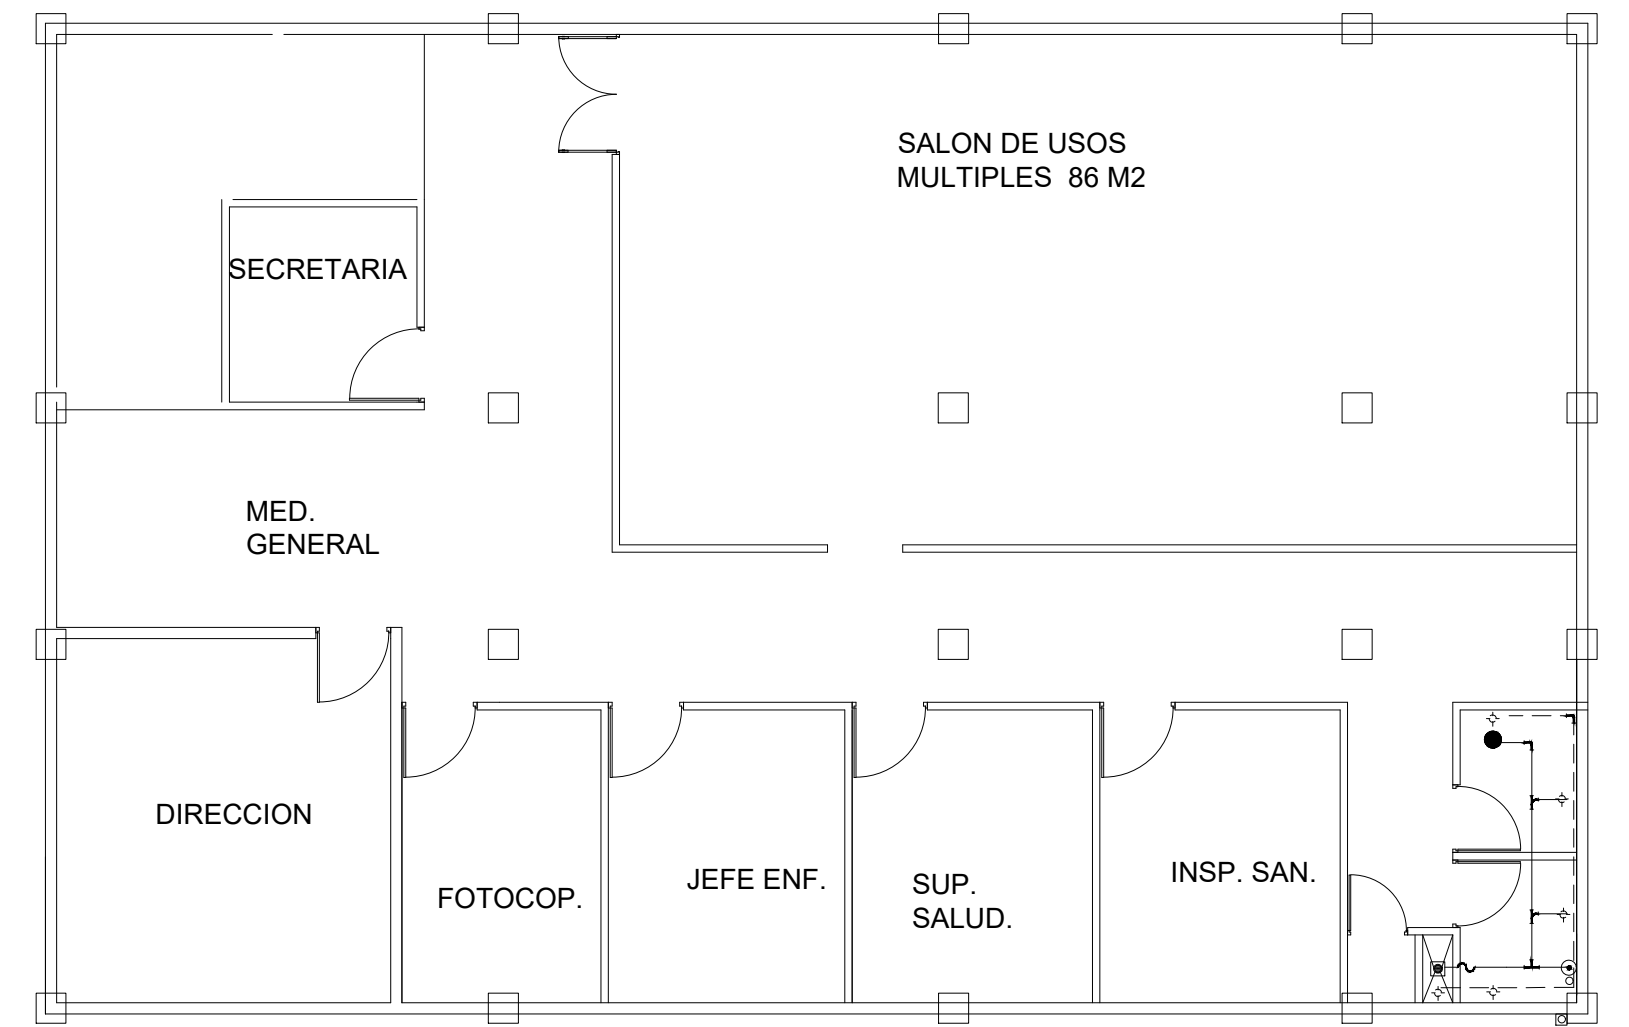 SALON DE USOS
MULTIPLES 86 M2
SECRETARIA
MED.
GENERAL
DIRECCION
FOTOCOP.
JEFE ENF.
SUP.
SALUD.
INSP. SAN.